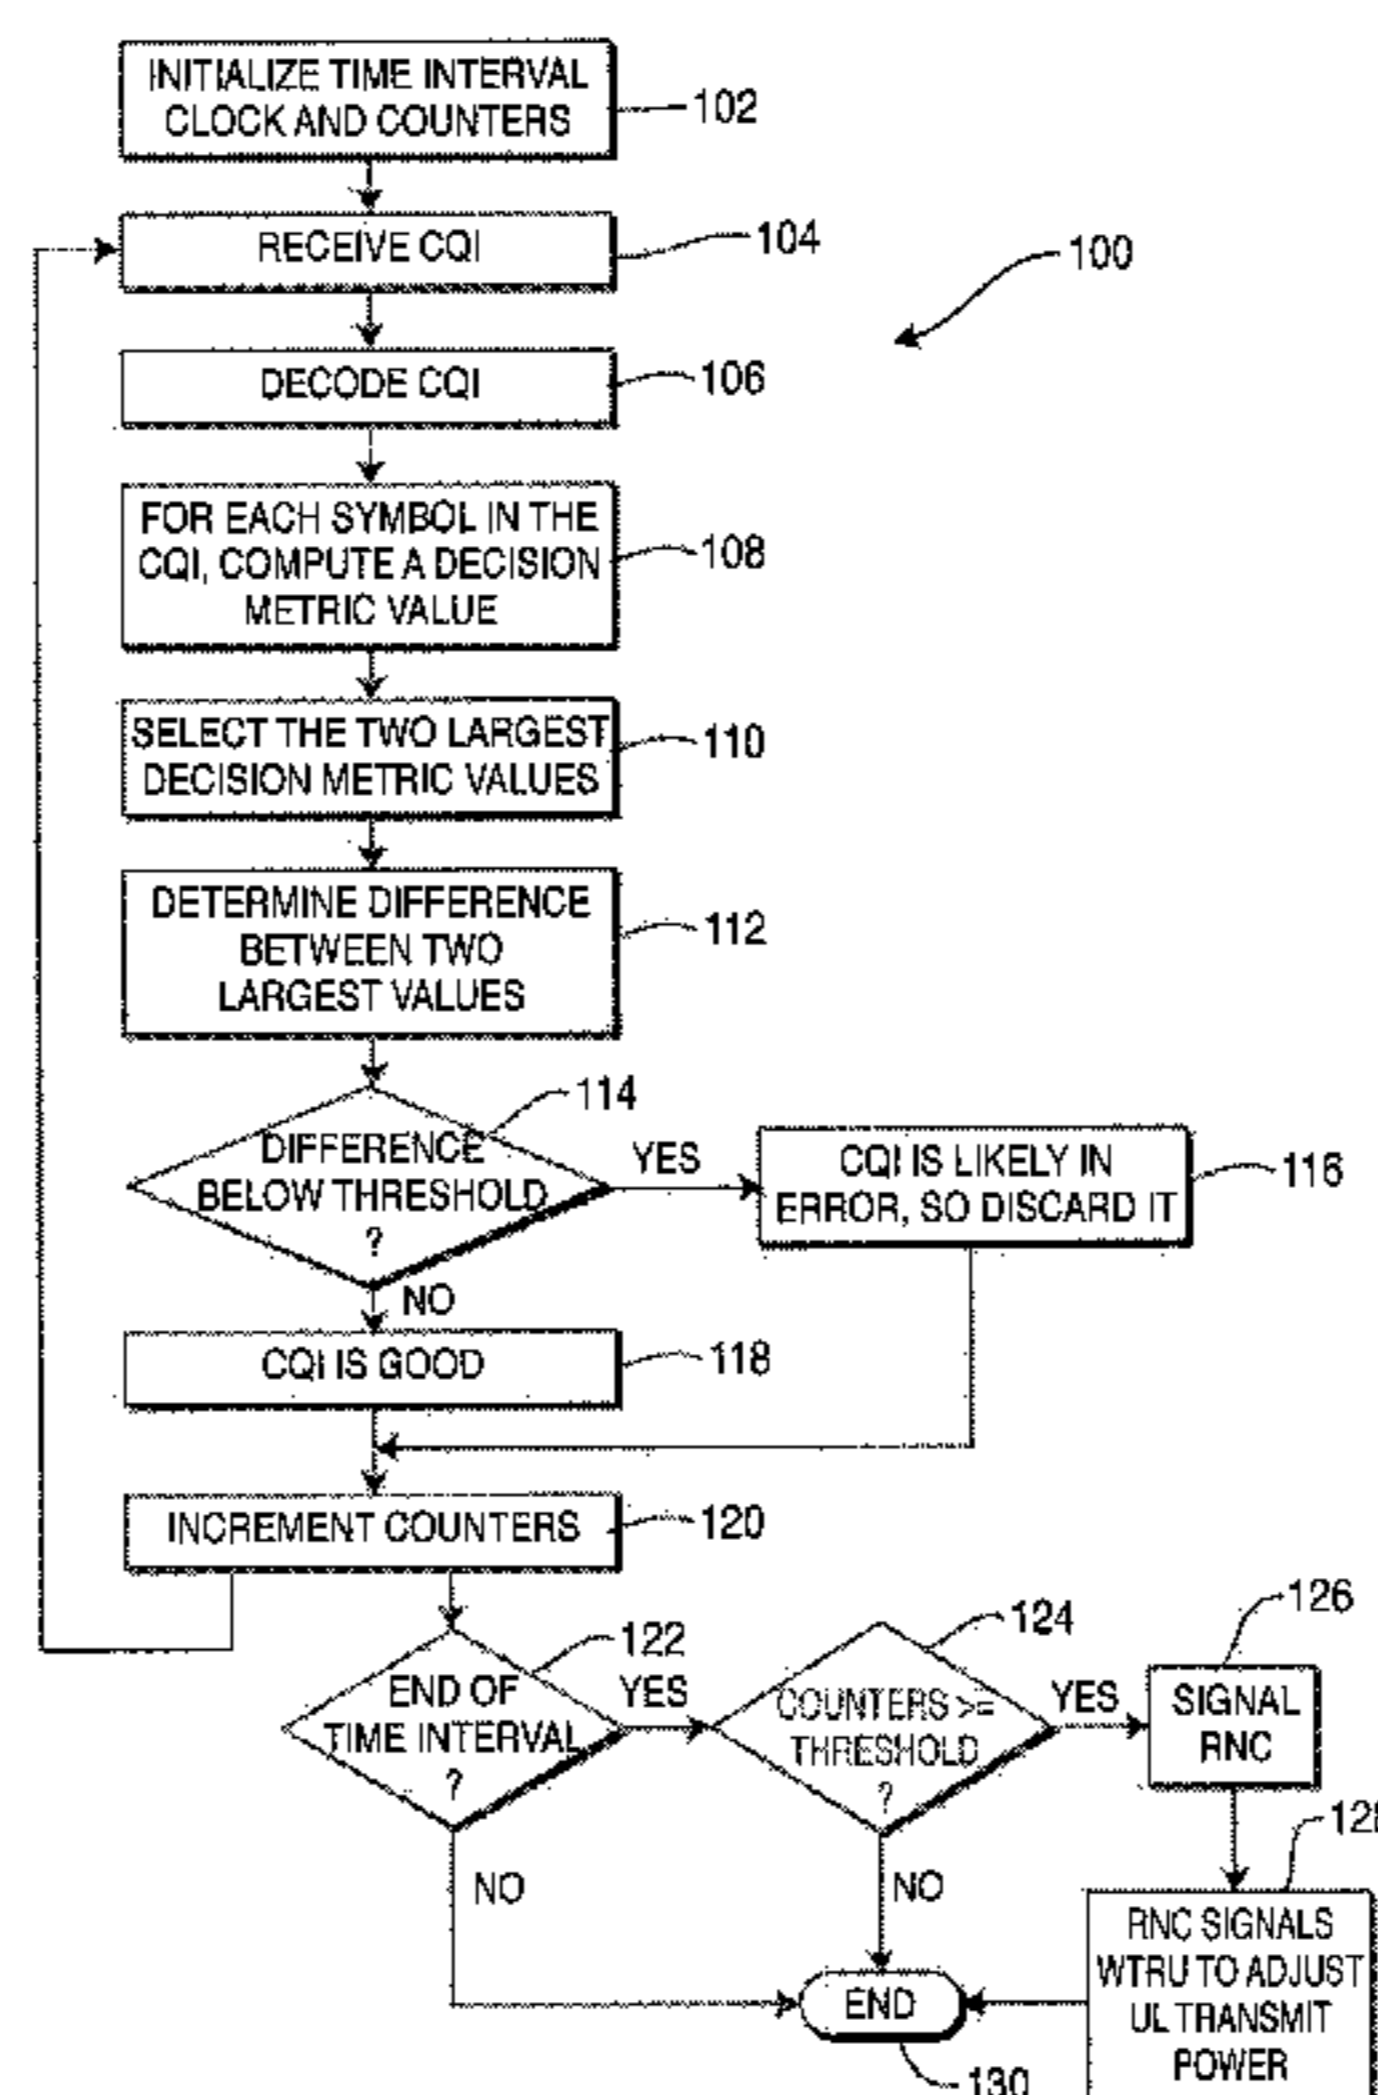 INITIALIZE TIME INTERVAL
CLOCK AND COUNTERS
102
RECEIVE CQI
104
100
DECODE CQI
106
FOR EACH SYMBOL IN THE
CQI, COMPUTE A DECISION
METRIC VALUE
108
SELECT THE TWO LARGEST
DECISION METRIC VALUES
110
DETERMINE DIFFERENCE
BETWEEN TWO
LARGEST VALUES
112
114
DIFFERENCE
BELOW THRESHOLD
?
YES
CQI IS LIKELY IN
ERROR, SO DISCARD IT
116
NO
CQI IS GOOD
118
INCREMENT COUNTERS
120
122
END OF
TIME INTERVAL
?
YES
124
COUNTERS >=
THRESHOLD
?
YES
126
SIGNAL
RNC
NO
NO
128
RNC SIGNALS
WTRU TO ADJUST
UL TRANSMIT
POWER
END
130